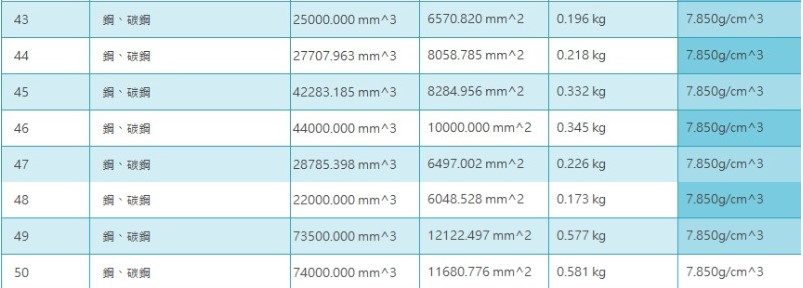 43 鋼、碳鋼 25000.000 mm^3 6570.820 mm^2 0.196 kg 7.850g/cm^3
44 鋼、碳鋼 27707.963 mm^3 8058.785 mm^2 0.218 kg 7.850g/cm^3
45 鋼、碳鋼 42283.185 mm^3 8284.956 mm^2 0.332 kg 7.850g/cm^3
46 鋼、碳鋼 44000.000 mm^3 10000.000 mm^2 0.345 kg 7.850g/cm^3
47 鋼、碳鋼 28785.398 mm^3 6497.002 mm^2 0.226 kg 7.850g/cm^3
48 鋼、碳鋼 22000.000 mm^3 6048.528 mm^2 0.173 kg 7.850g/cm^3
49 鋼、碳鋼 73500.000 mm^3 12122.497 mm^2 0.577 kg 7.850g/cm^3
50 鋼、碳鋼 74000.000 mm^3 11680.776 mm^2 0.581 kg 7.850g/cm^3